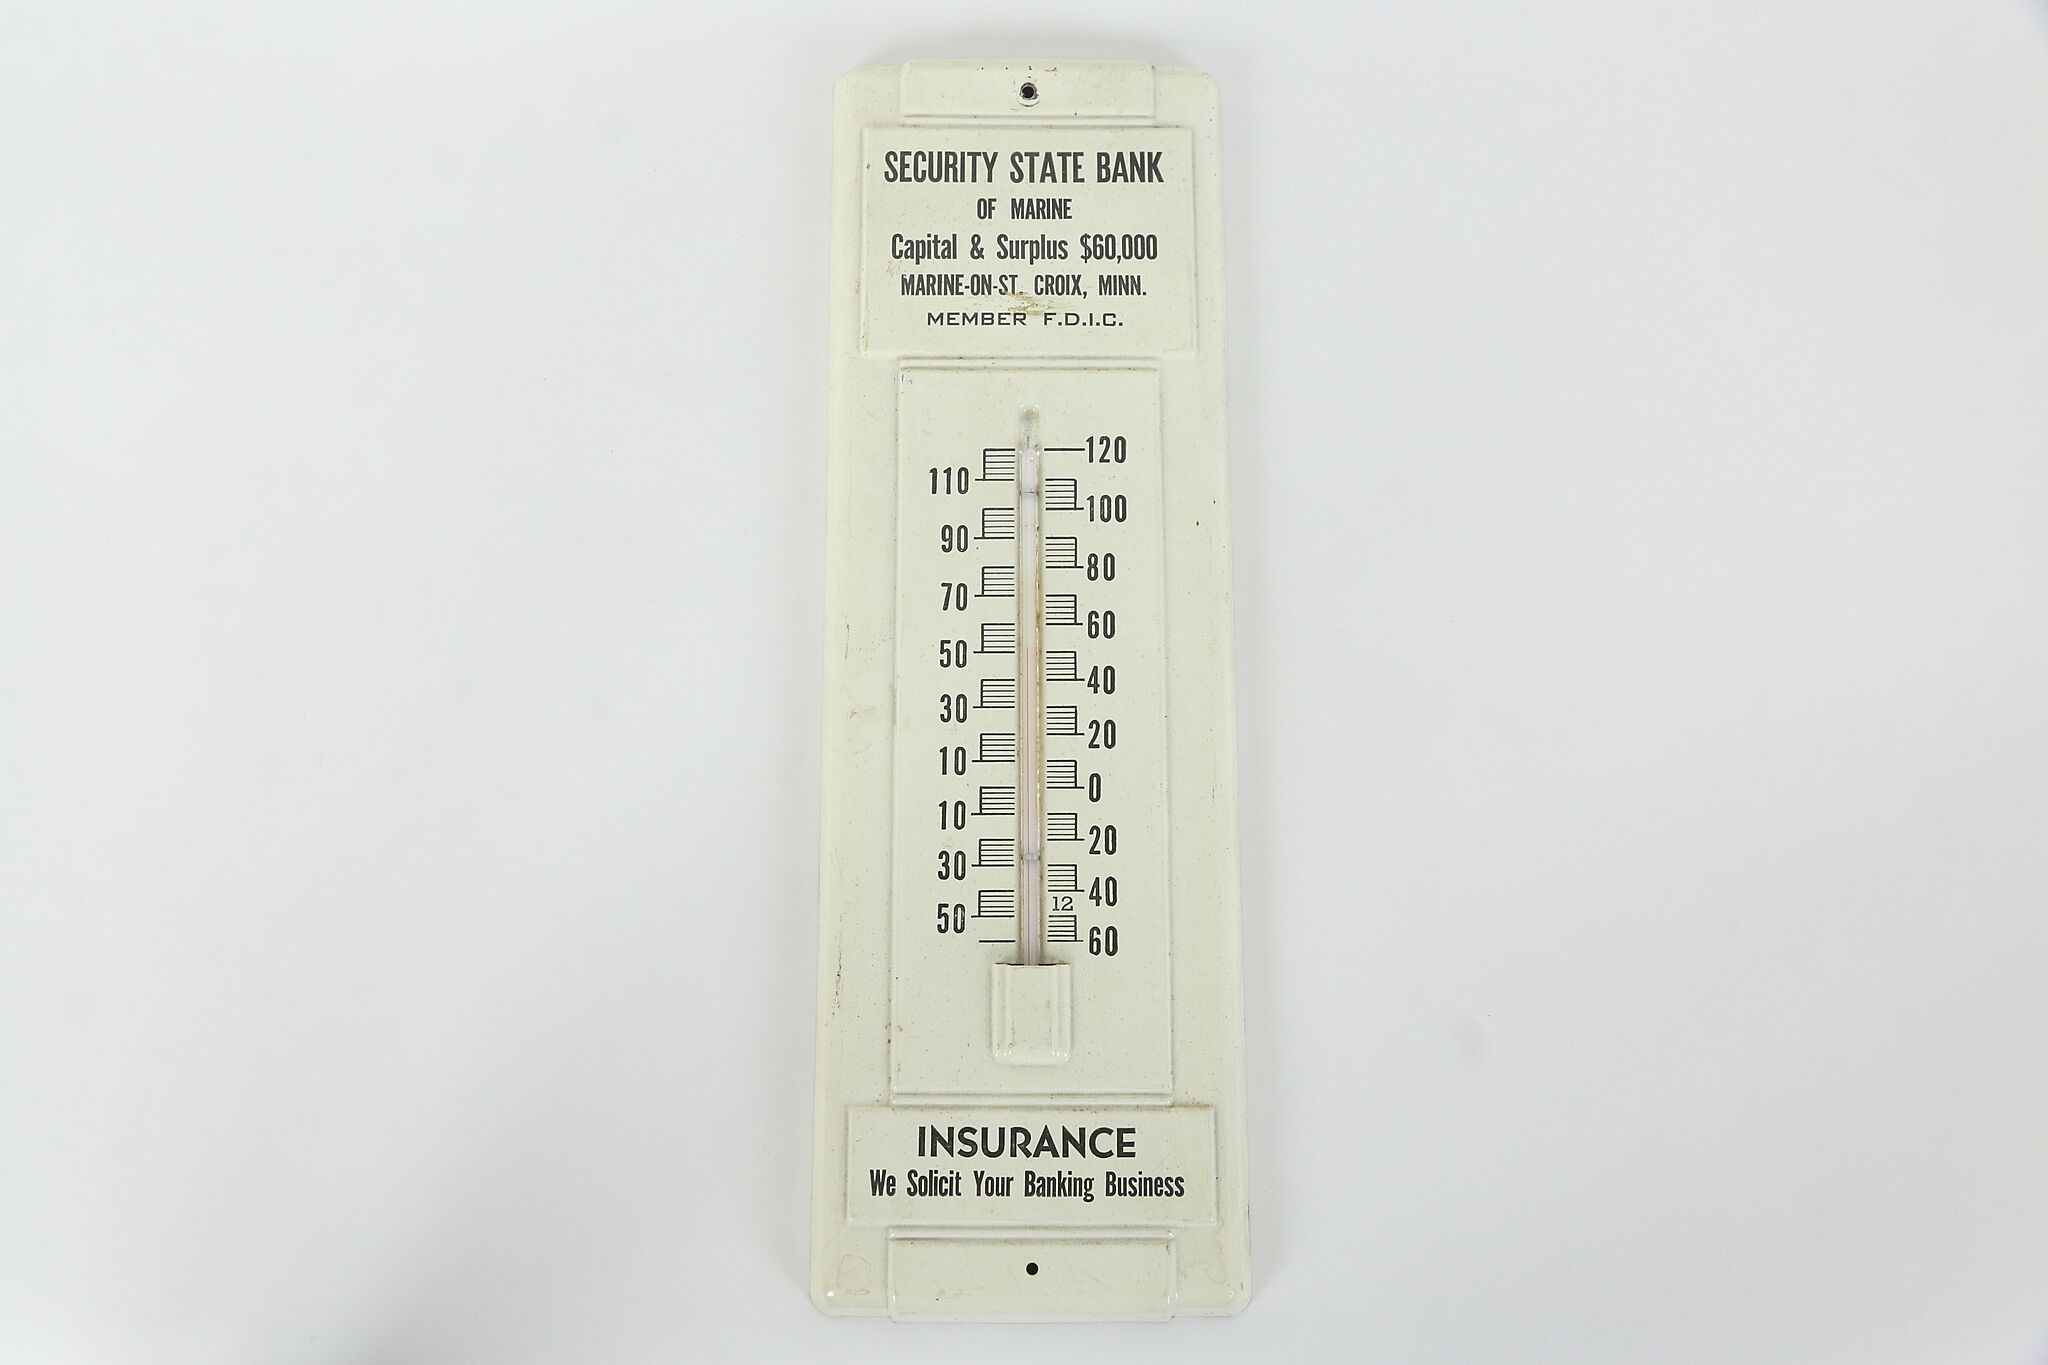 SECURITY STATE BANK
OF MARINE
Capital & Surplus $60,000
MARINE-ON-ST. CROIX, MINN.
MEMBER F.D.I.C.
120
110
100
90
80
70
60
50
40
30
20
10
0
10
20
30
40
12
50
60
INSURANCE
We Solicit Your Banking Business